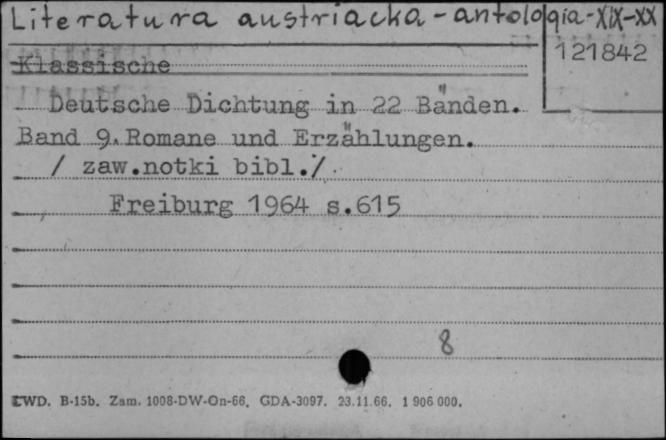 Literatura austriacka - antologia - XIX-XX
121842
Klassische
Deutsche Dichtung in 22 Bänden.
Band 9. Romane und Erzählungen.
/ zaw.notki bibl./
Freiburg 1964 s.615
8
LWD. B-15b. Zam. 1008-DW-On-66. GDA-3097. 23.11.66. 1 906 000.